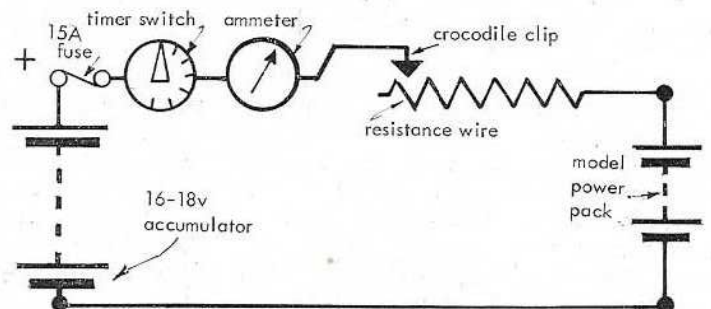 timer switch
ammeter
15A
fuse
+
crocodile clip
resistance wire
16-18v
accumulator
model
power
pack